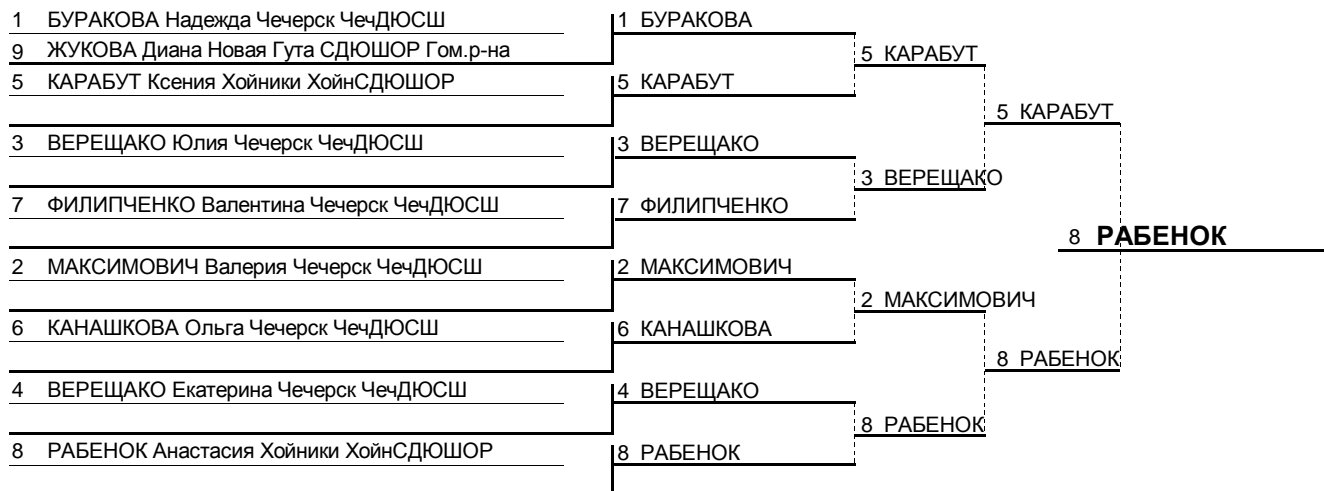 1 БУРАКОВА Надежда Чечерск ЧечДЮСШ 1 БУРАКОВА
9 ЖУКОВА Диана Новая Гута СДЮШОР Гом.р-на 5 КАРАБУТ
5 КАРАБУТ Ксения Хойники ХойнСДЮШОР 5 КАРАБУТ
5 КАРАБУТ
3 ВЕРЕЩАКО Юлия Чечерск ЧечДЮСШ 3 ВЕРЕЩАКО
3 ВЕРЕЩАКО
7 ФИЛИПЧЕНКО Валентина Чечерск ЧечДЮСШ 7 ФИЛИПЧЕНКО
8 РАБЕНОК
2 МАКСИМОВИЧ Валерия Чечерск ЧечДЮСШ 2 МАКСИМОВИЧ
2 МАКСИМОВИЧ
6 КАНАШКОВА Ольга Чечерск ЧечДЮСШ 6 КАНАШКОВА
8 РАБЕНОК
4 ВЕРЕЩАКО Екатерина Чечерск ЧечДЮСШ 4 ВЕРЕЩАКО
8 РАБЕНОК
8 РАБЕНОК Анастасия Хойники ХойнСДЮШОР 8 РАБЕНОК